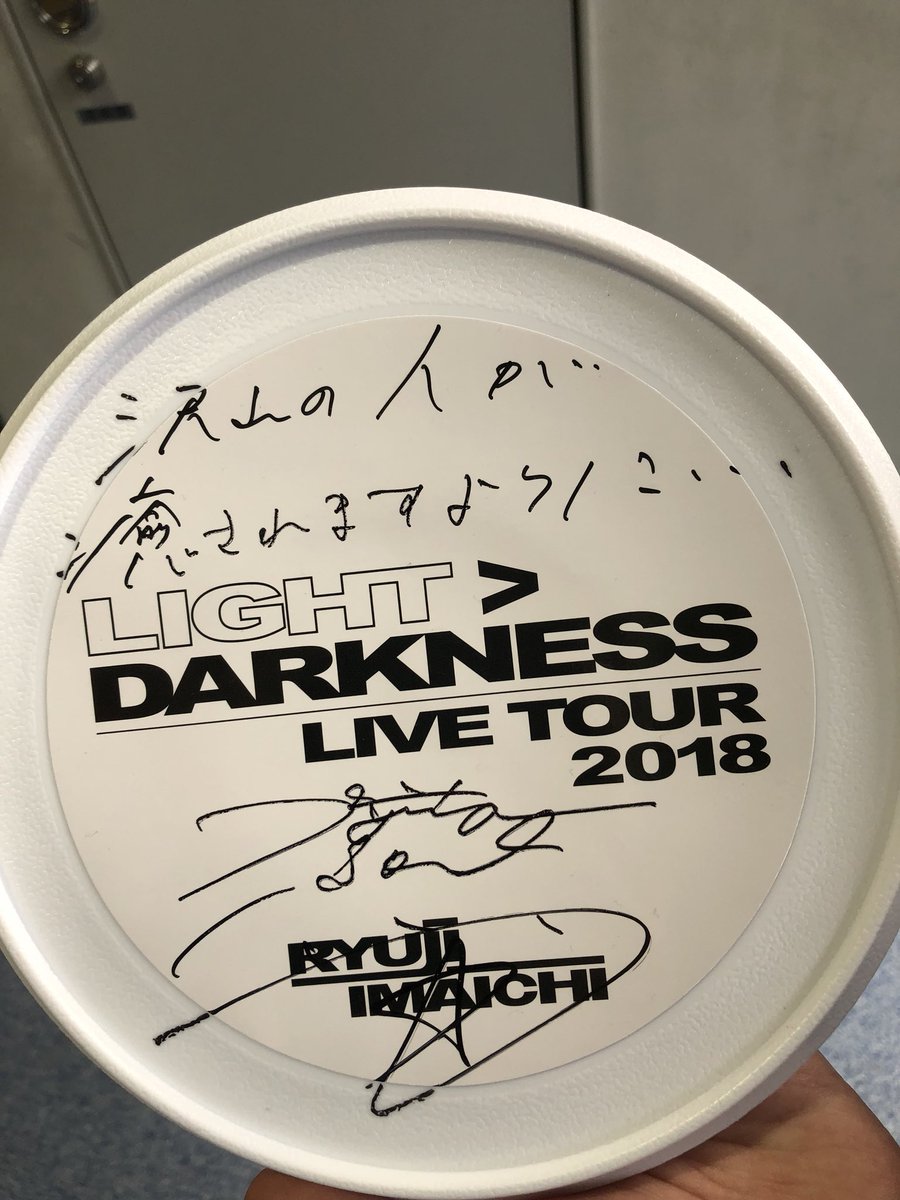 沢山の人が…
癒されますように…
LIGHT >
DARKNESS
LIVE TOUR
2018
RYUJI
IMAICHI